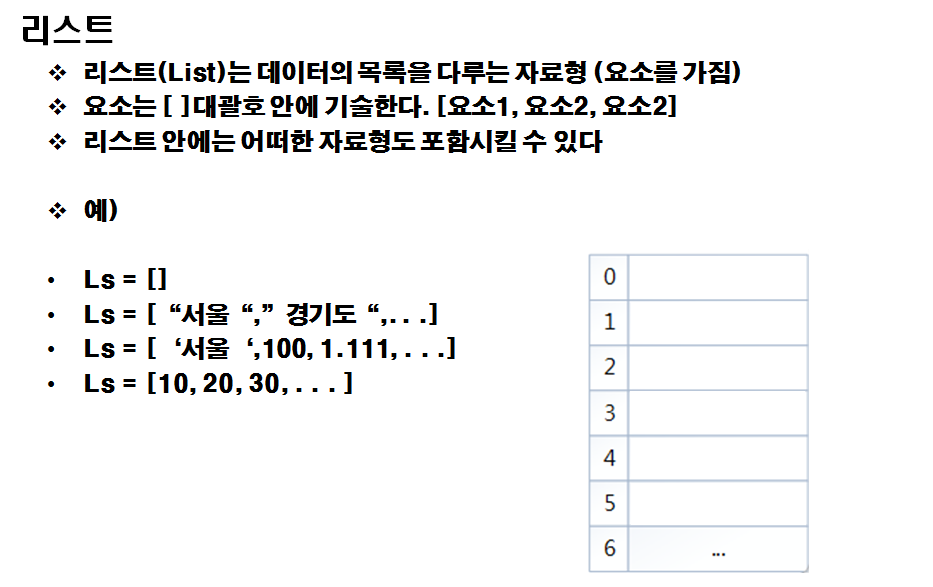 리스트
❖ 리스트(List)는 데이터의 목록을 다루는 자료형 (요소를 가짐)
❖ 요소는 [ ]대괄호 안에 기술한다. [요소1, 요소2, 요소2]
❖ 리스트 안에는 어떠한 자료형도 포함시킬 수 있다
❖ 예)
• Ls = []
• Ls = [ “서울 “,” 경기도 “,. . .]
• Ls = [ ‘서울 ‘,100, 1.111, . . .]
• Ls = [10, 20, 30, . . . ]
0
1
2
3
4
5
6 ...